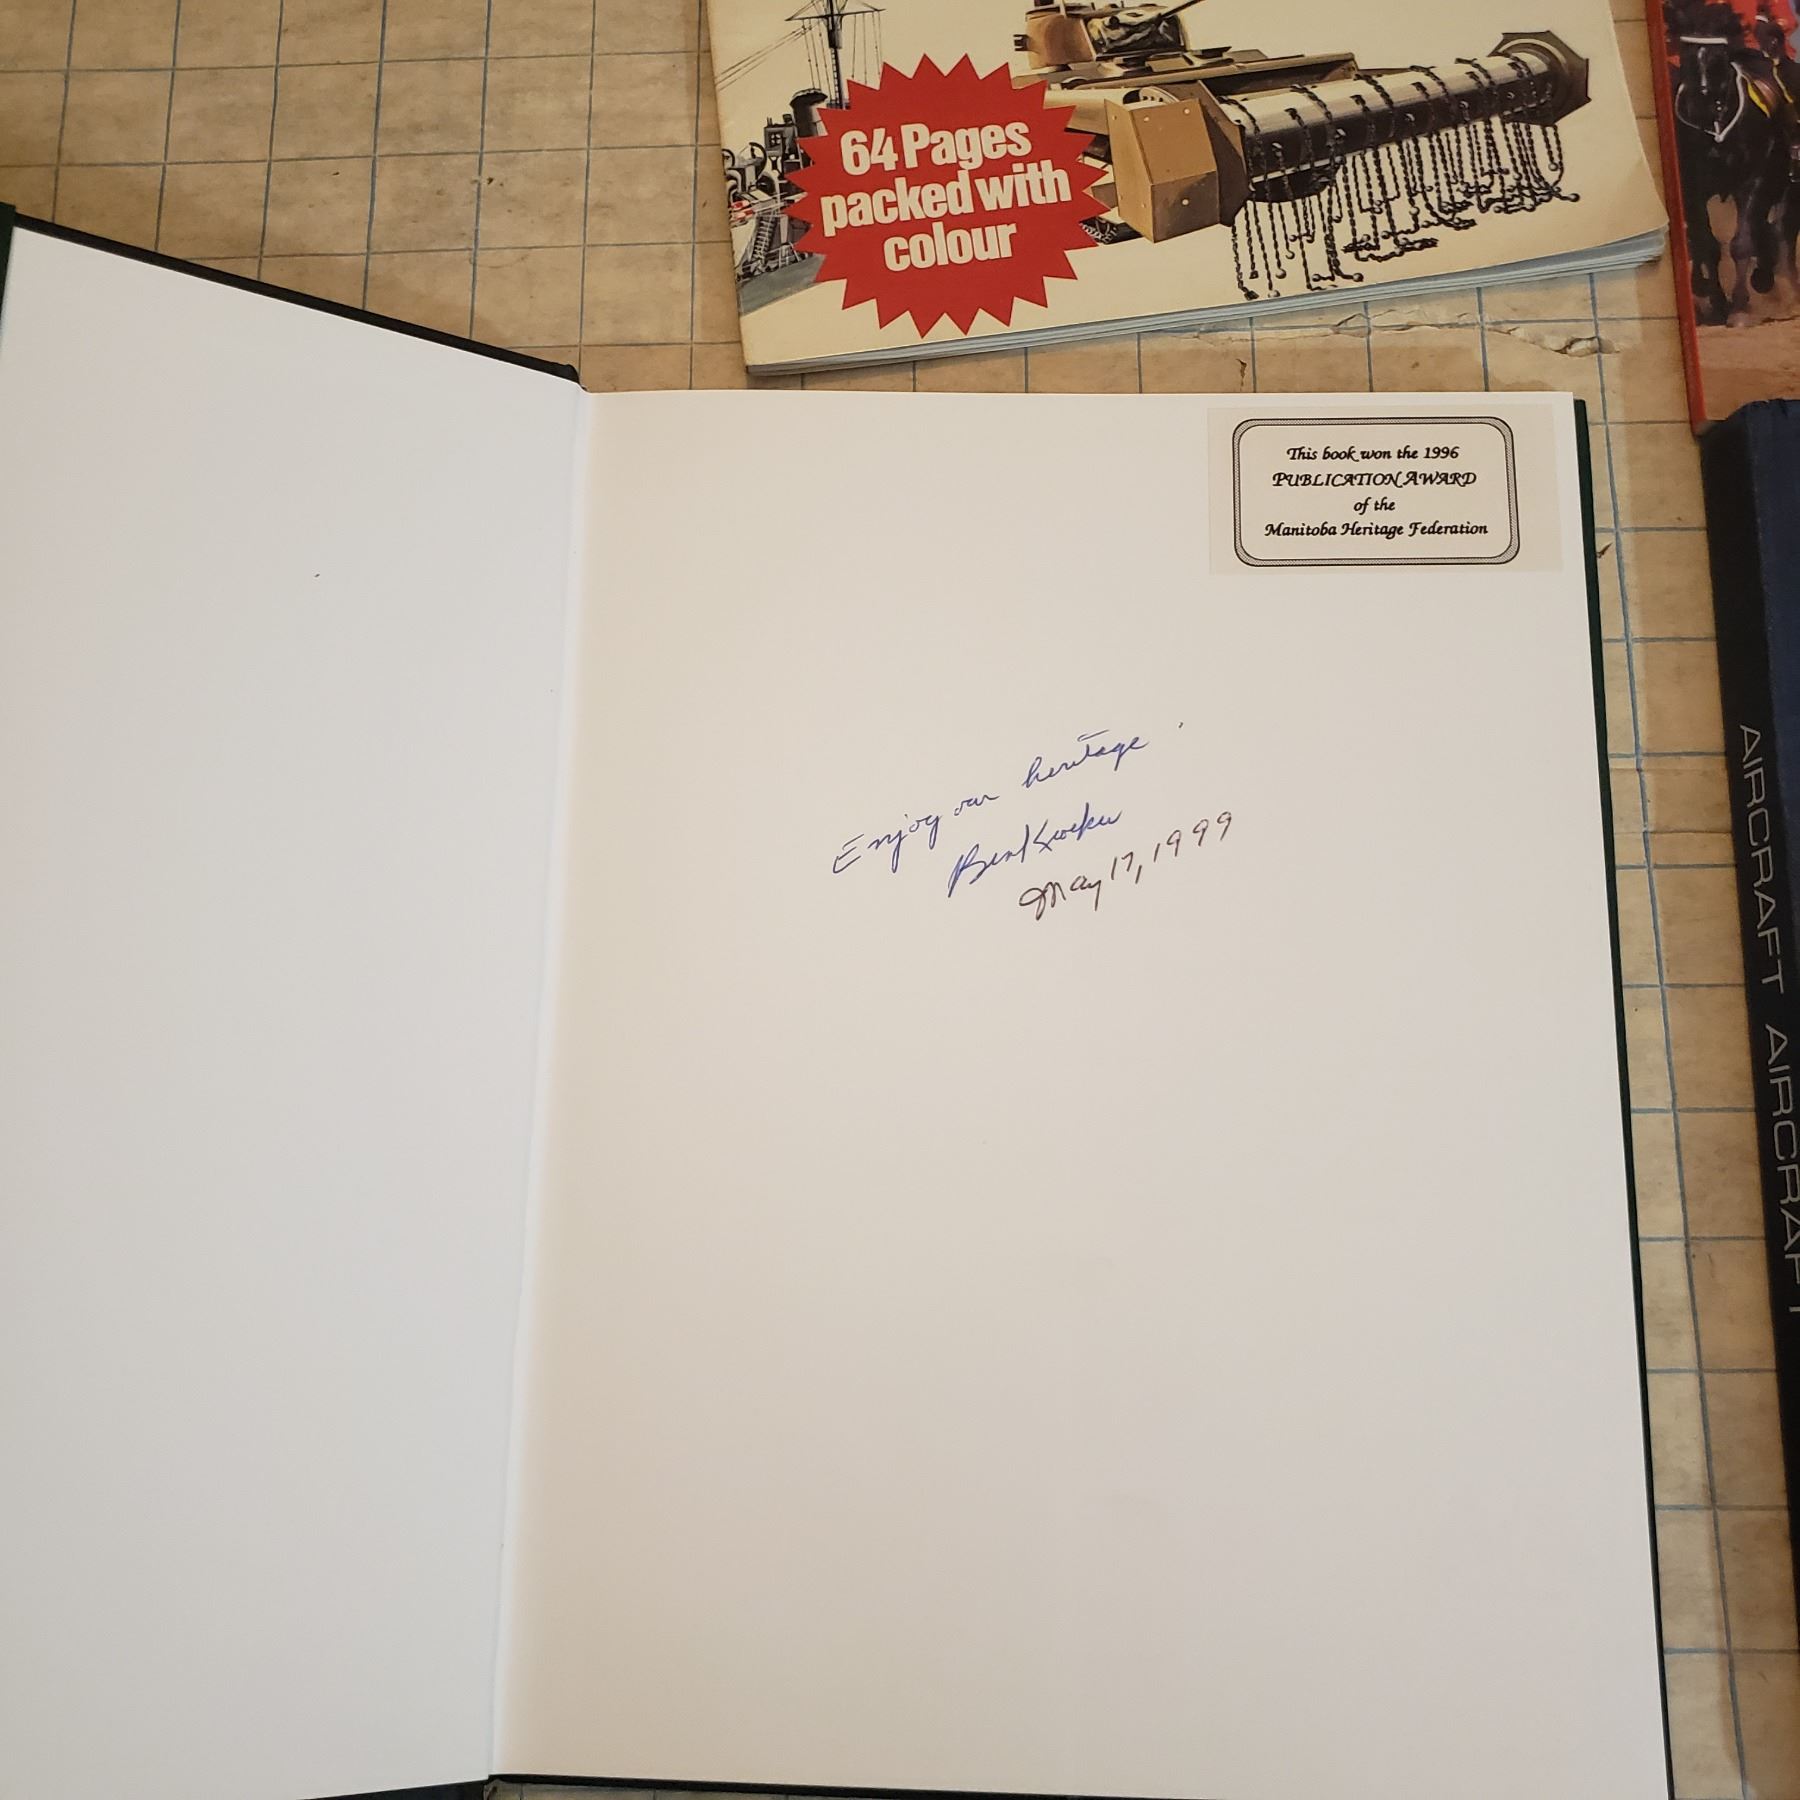 64 Pages
packed with
colour
This book won the 1996
PUBLICATION AWARD
of the
Manitoba Heritage Federation
Enjoy our heritage
May 17, 1999
AIRCRAFT AIRCRAFT